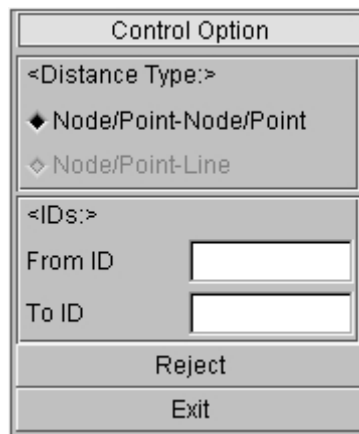 Control Option
<Distance Type:>
Node/Point-Node/Point
Node/Point-Line
<IDs:>
From ID
To ID
Reject
Exit